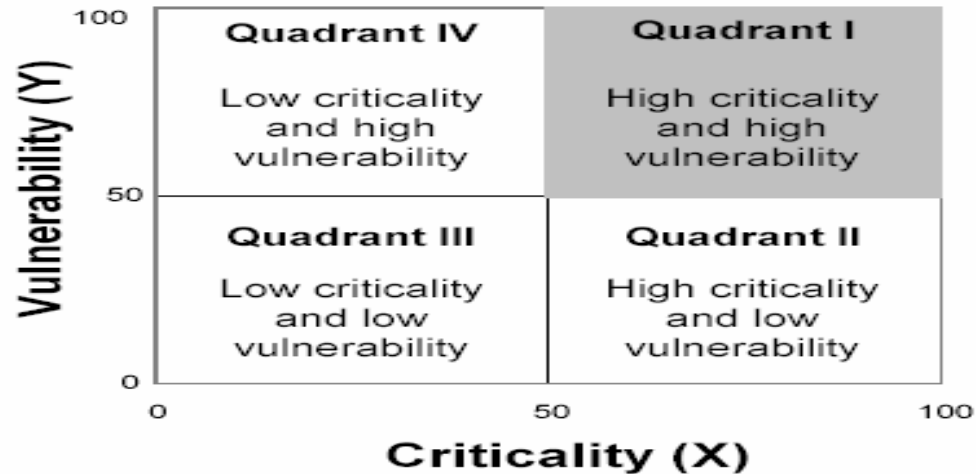 Vulnerability (Y)
100
50
0
Quadrant IV
Low criticality
and high
vulnerability
Quadrant I
High criticality
and high
vulnerability
Quadrant III
Low criticality
and low
vulnerability
Quadrant II
High criticality
and low
vulnerability
0
50
100
Criticality (X)